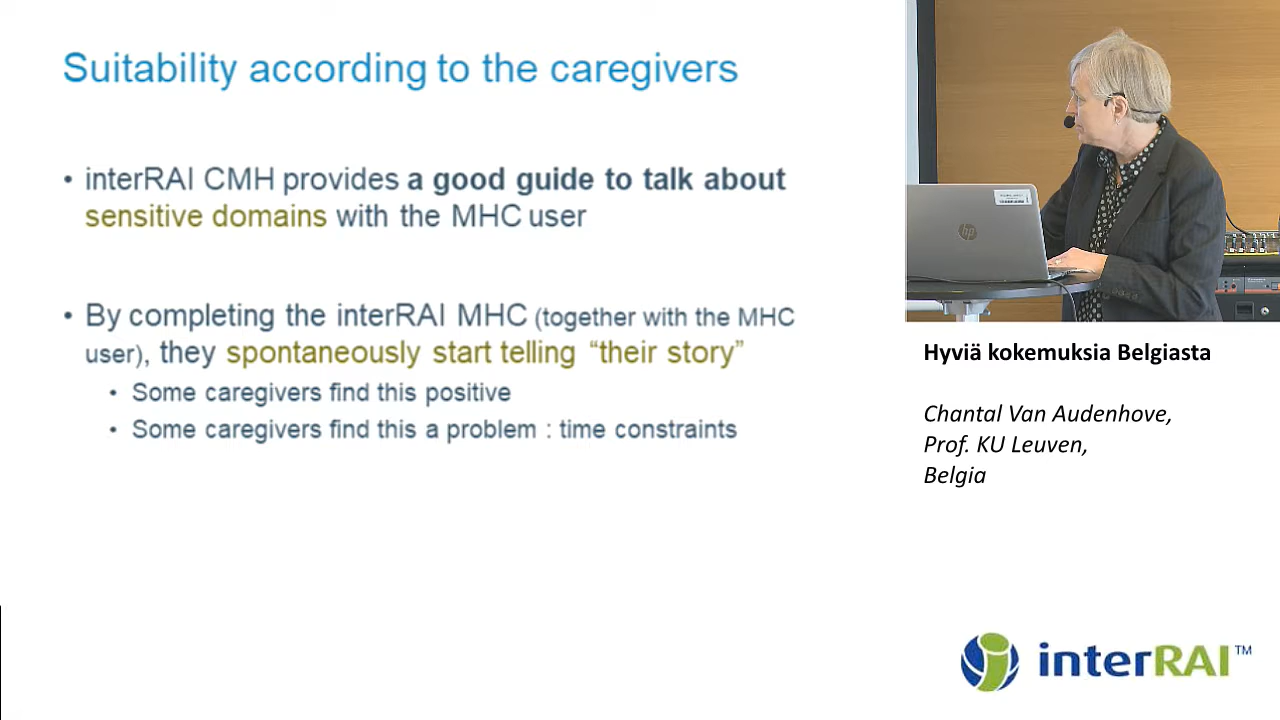 Suitability according to the caregivers
• interRAI CMH provides a good guide to talk about
sensitive domains with the MHC user
• By completing the interRAI MHC (together with the MHC
user), they spontaneously start telling “their story”
• Some caregivers find this positive
• Some caregivers find this a problem : time constraints
hp
Hyviä kokemuksia Belgiasta
Chantal Van Audenhove,
Prof. KU Leuven,
Belgia
interRAI™